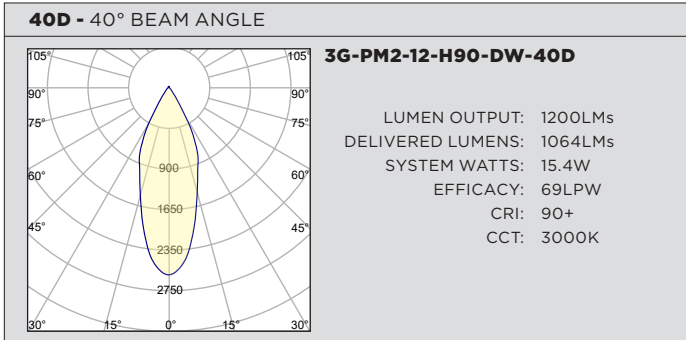 40D - 40° BEAM ANGLE
3G-PM2-12-H90-DW-40D
LUMEN OUTPUT: 1200LMs
DELIVERED LUMENS: 1064LMs
SYSTEM WATTS: 15.4W
EFFICACY: 69LPW
CRI: 90+
CCT: 3000K
105° 105°
90° 90°
75° 75°
60° 900 60°
1650
45° 45°
2350
2750
30° 15° 0° 15° 30°